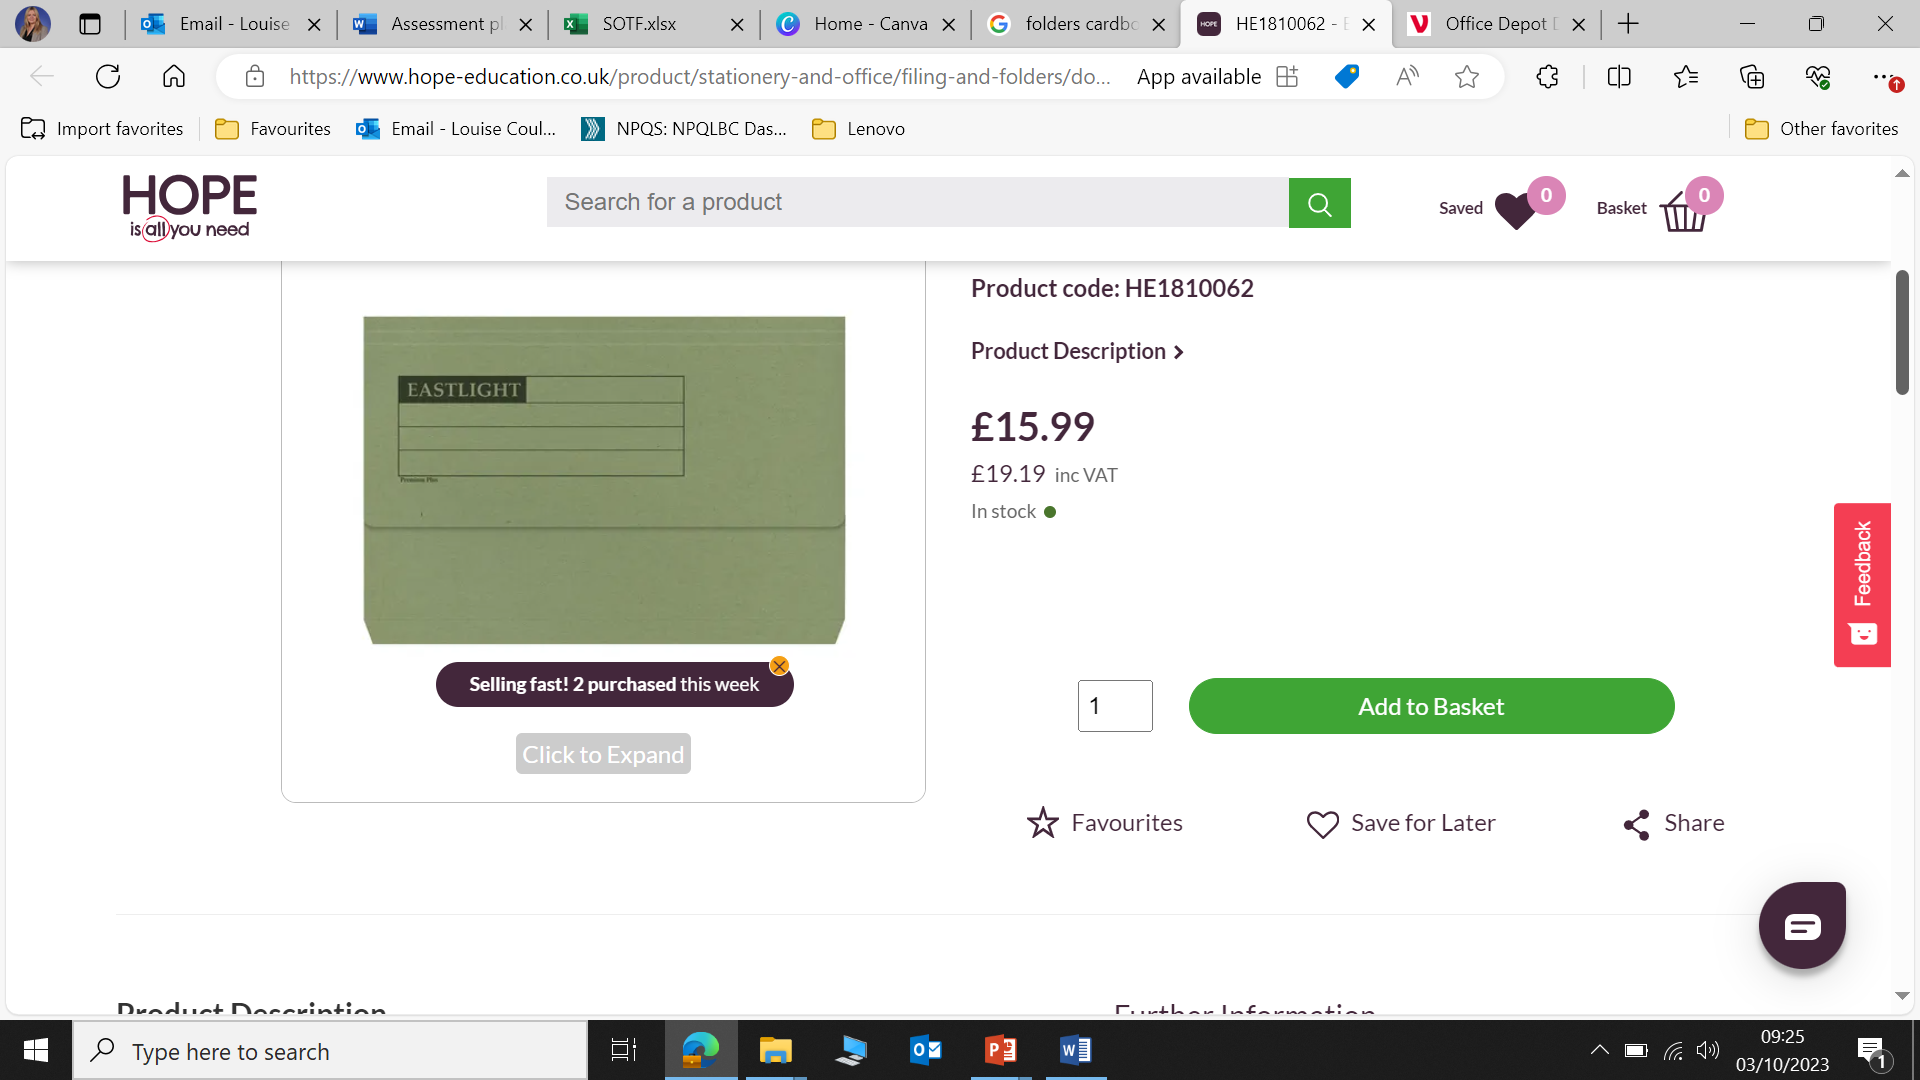 Email - Louise
Assessment pl
SOTF.xlsx
Home - Canva
folders cardbo
HE1810062 - E
Office Depot D
https://www.hope-education.co.uk/product/stationery-and-office/filing-and-folders/do...
App available
Import favorites
Favourites
Email - Louise Coul...
NPQS: NPQLBC Das...
Lenovo
Other favorites
HOPE
is all you need
Search for a product
Saved
0
Basket
0
Product code: HE1810062
Product Description
EASTLIGHT
Premium Plus
£15.99
£19.19 inc VAT
In stock
Feedback
Selling fast! 2 purchased this week
1
Add to Basket
Click to Expand
Favourites
Save for Later
Share
Product Description
Further Information
Type here to search
09:25
03/10/2023
1